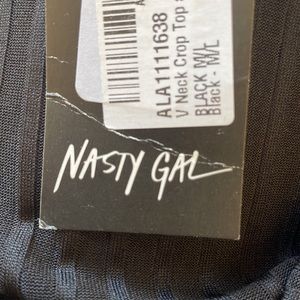 ALA1111638
V Neck Crop Top
BLACK M/L
Black - M/L
NASTY GAL